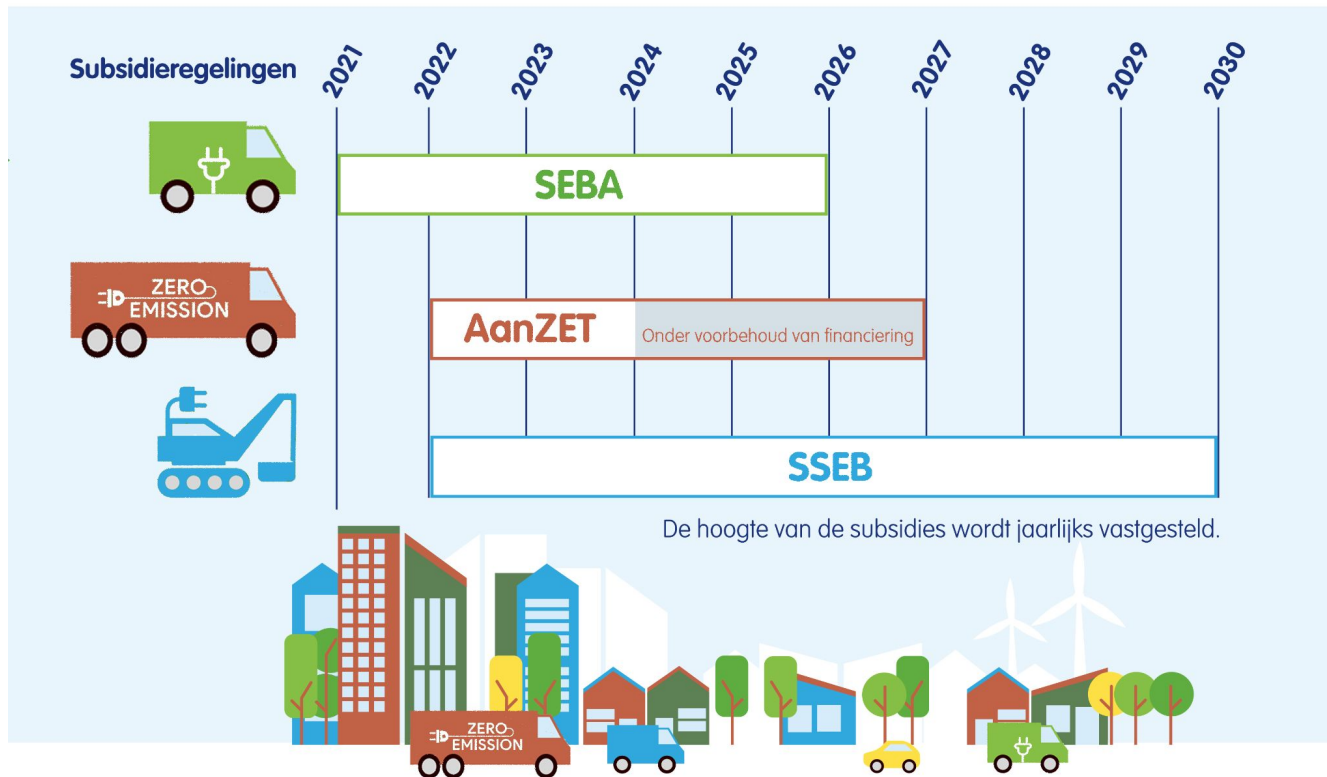 Subsidieregelingen
2021
2022
2023
2024
2025
2026
2027
2028
2029
2030
SEBA
ZERO
EMISSION
AanZET
Onder voorbehoud van financiering
SSEB
De hoogte van de subsidies wordt jaarlijks vastgesteld.
ZERO
EMISSION